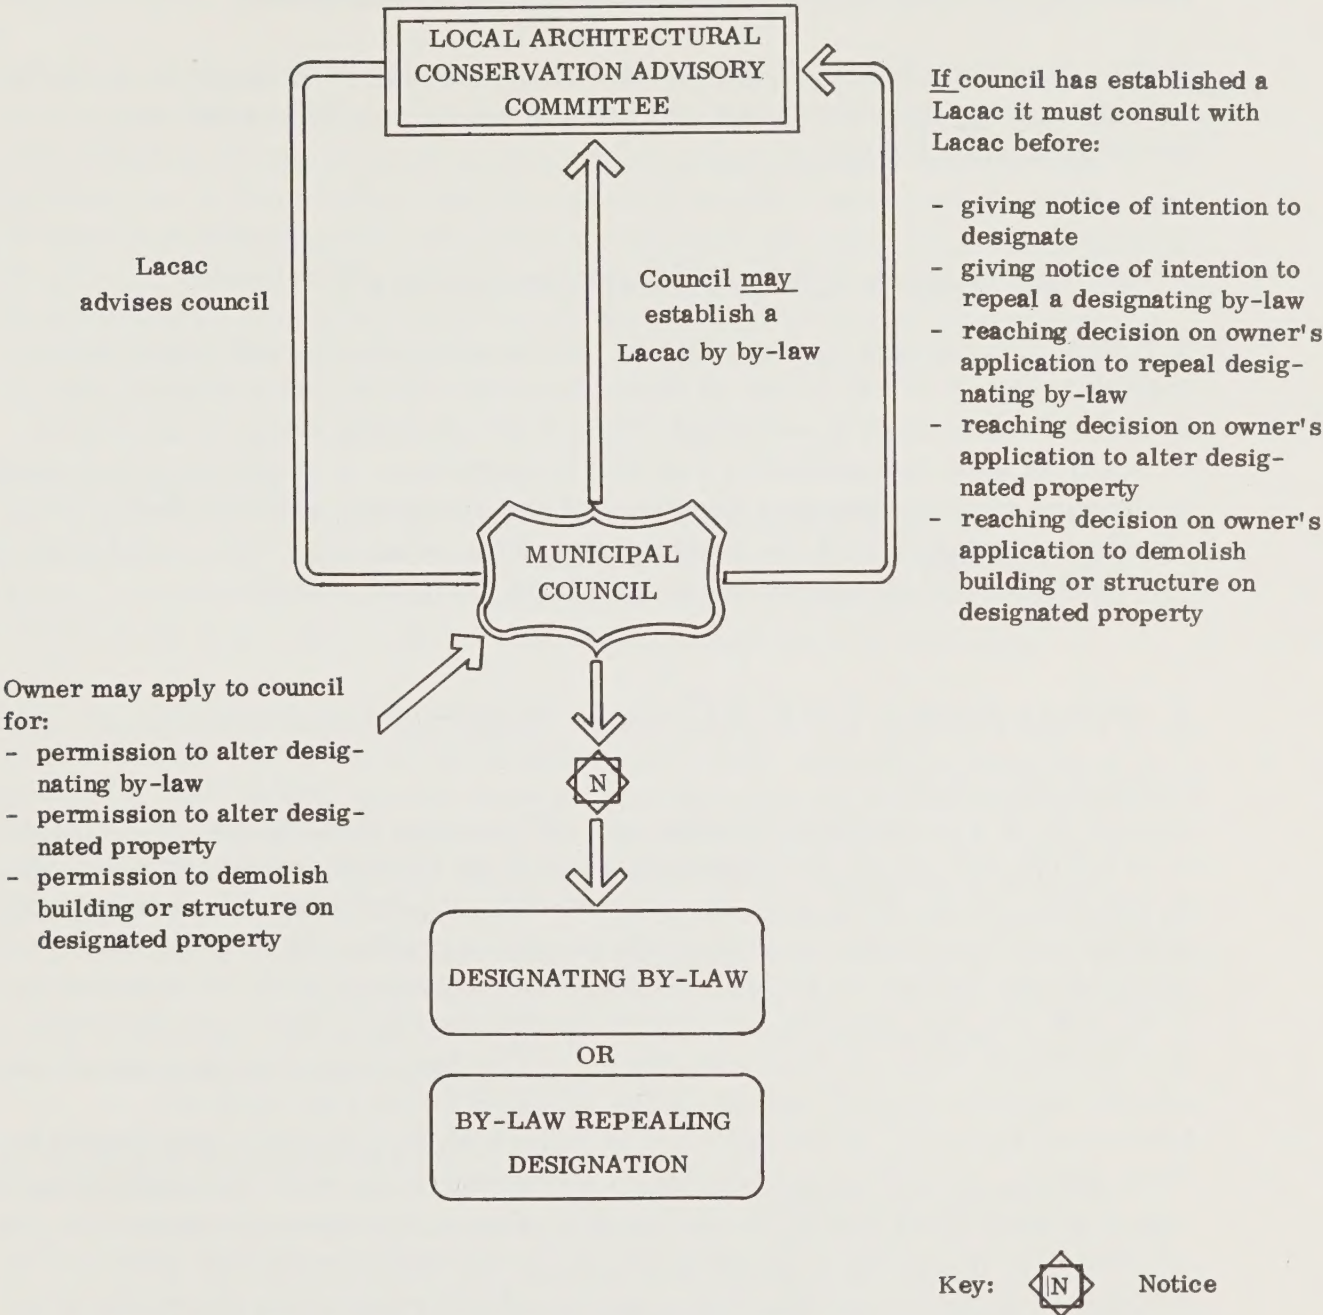 LOCAL ARCHITECTURAL
CONSERVATION ADVISORY
COMMITTEE
If council has established a
Lacac it must consult with
Lacac before:
- giving notice of intention to
designate
- giving notice of intention to
repeal a designating by-law
- reaching decision on owner's
application to repeal desig-
nating by-law
- reaching decision on owner's
application to alter desig-
nated property
- reaching decision on owner's
application to demolish
building or structure on
designated property
Lacac
advises council
Council may
establish a
Lacac by by-law
MUNICIPAL
COUNCIL
Owner may apply to council
for:
- permission to alter desig-
nating by-law
- permission to alter desig-
nated property
- permission to demolish
building or structure on
designated property
N
DESIGNATING BY-LAW
OR
BY-LAW REPEALING
DESIGNATION
Key: N Notice